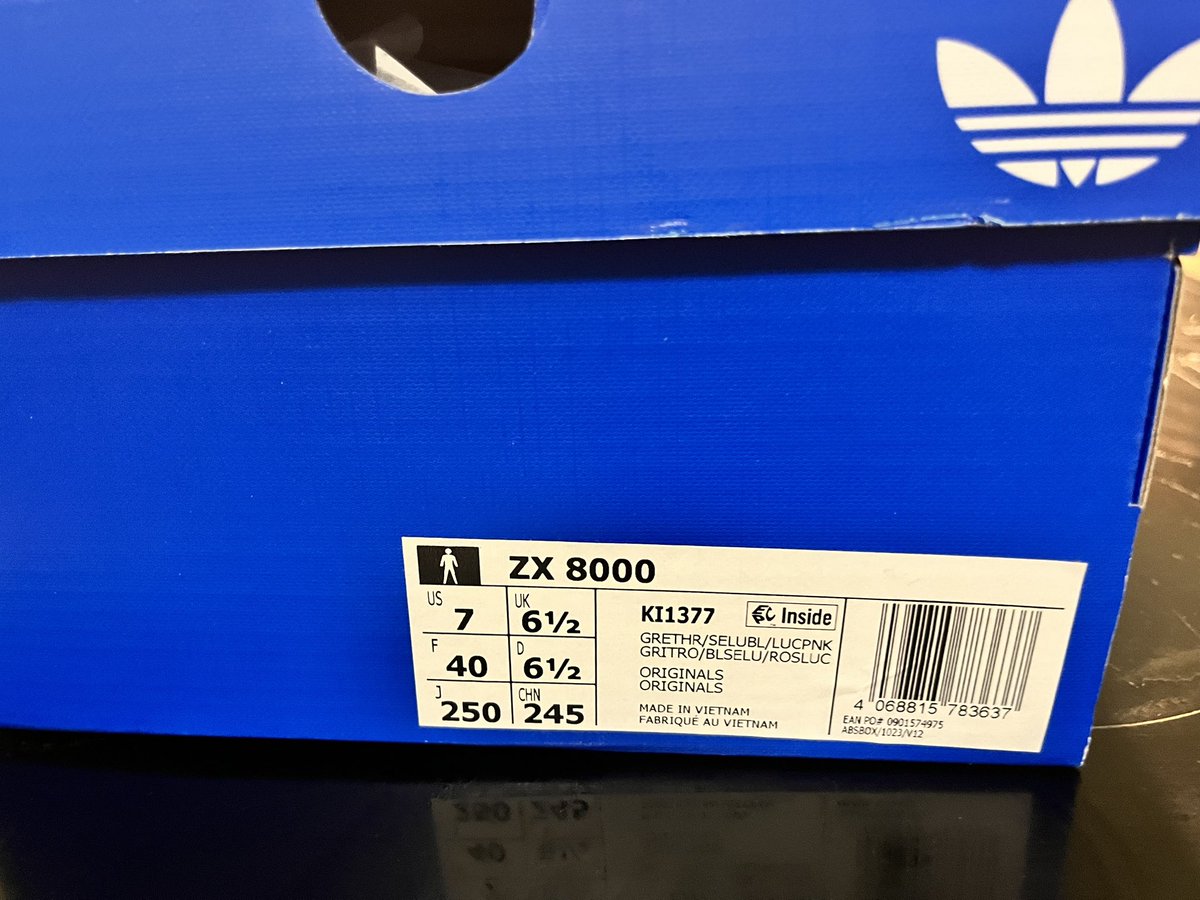 ZX 8000
US 7 UK 6½
F 40 D 6½
J 250 CHN 245
KI1377 Inside
GRETHR/SELUBL/LUCPNK
GRITRO/BLSELU/ROSLUC
ORIGINALS
ORIGINALS
MADE IN VIETNAM
FABRIQUÉ AU VIETNAM
4 068815 783637
EAN PO# 0901574975
ABSBOX/1023/V12